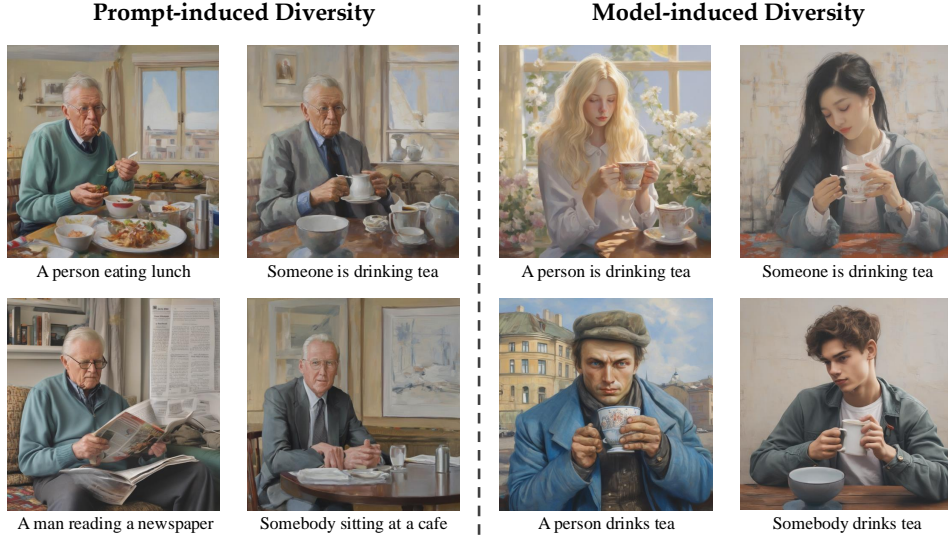 Prompt-induced Diversity
Model-induced Diversity
A person eating lunch
Someone is drinking tea
A person is drinking tea
Someone is drinking tea
A man reading a newspaper
Somebody sitting at a cafe
A person drinks tea
Somebody drinks tea